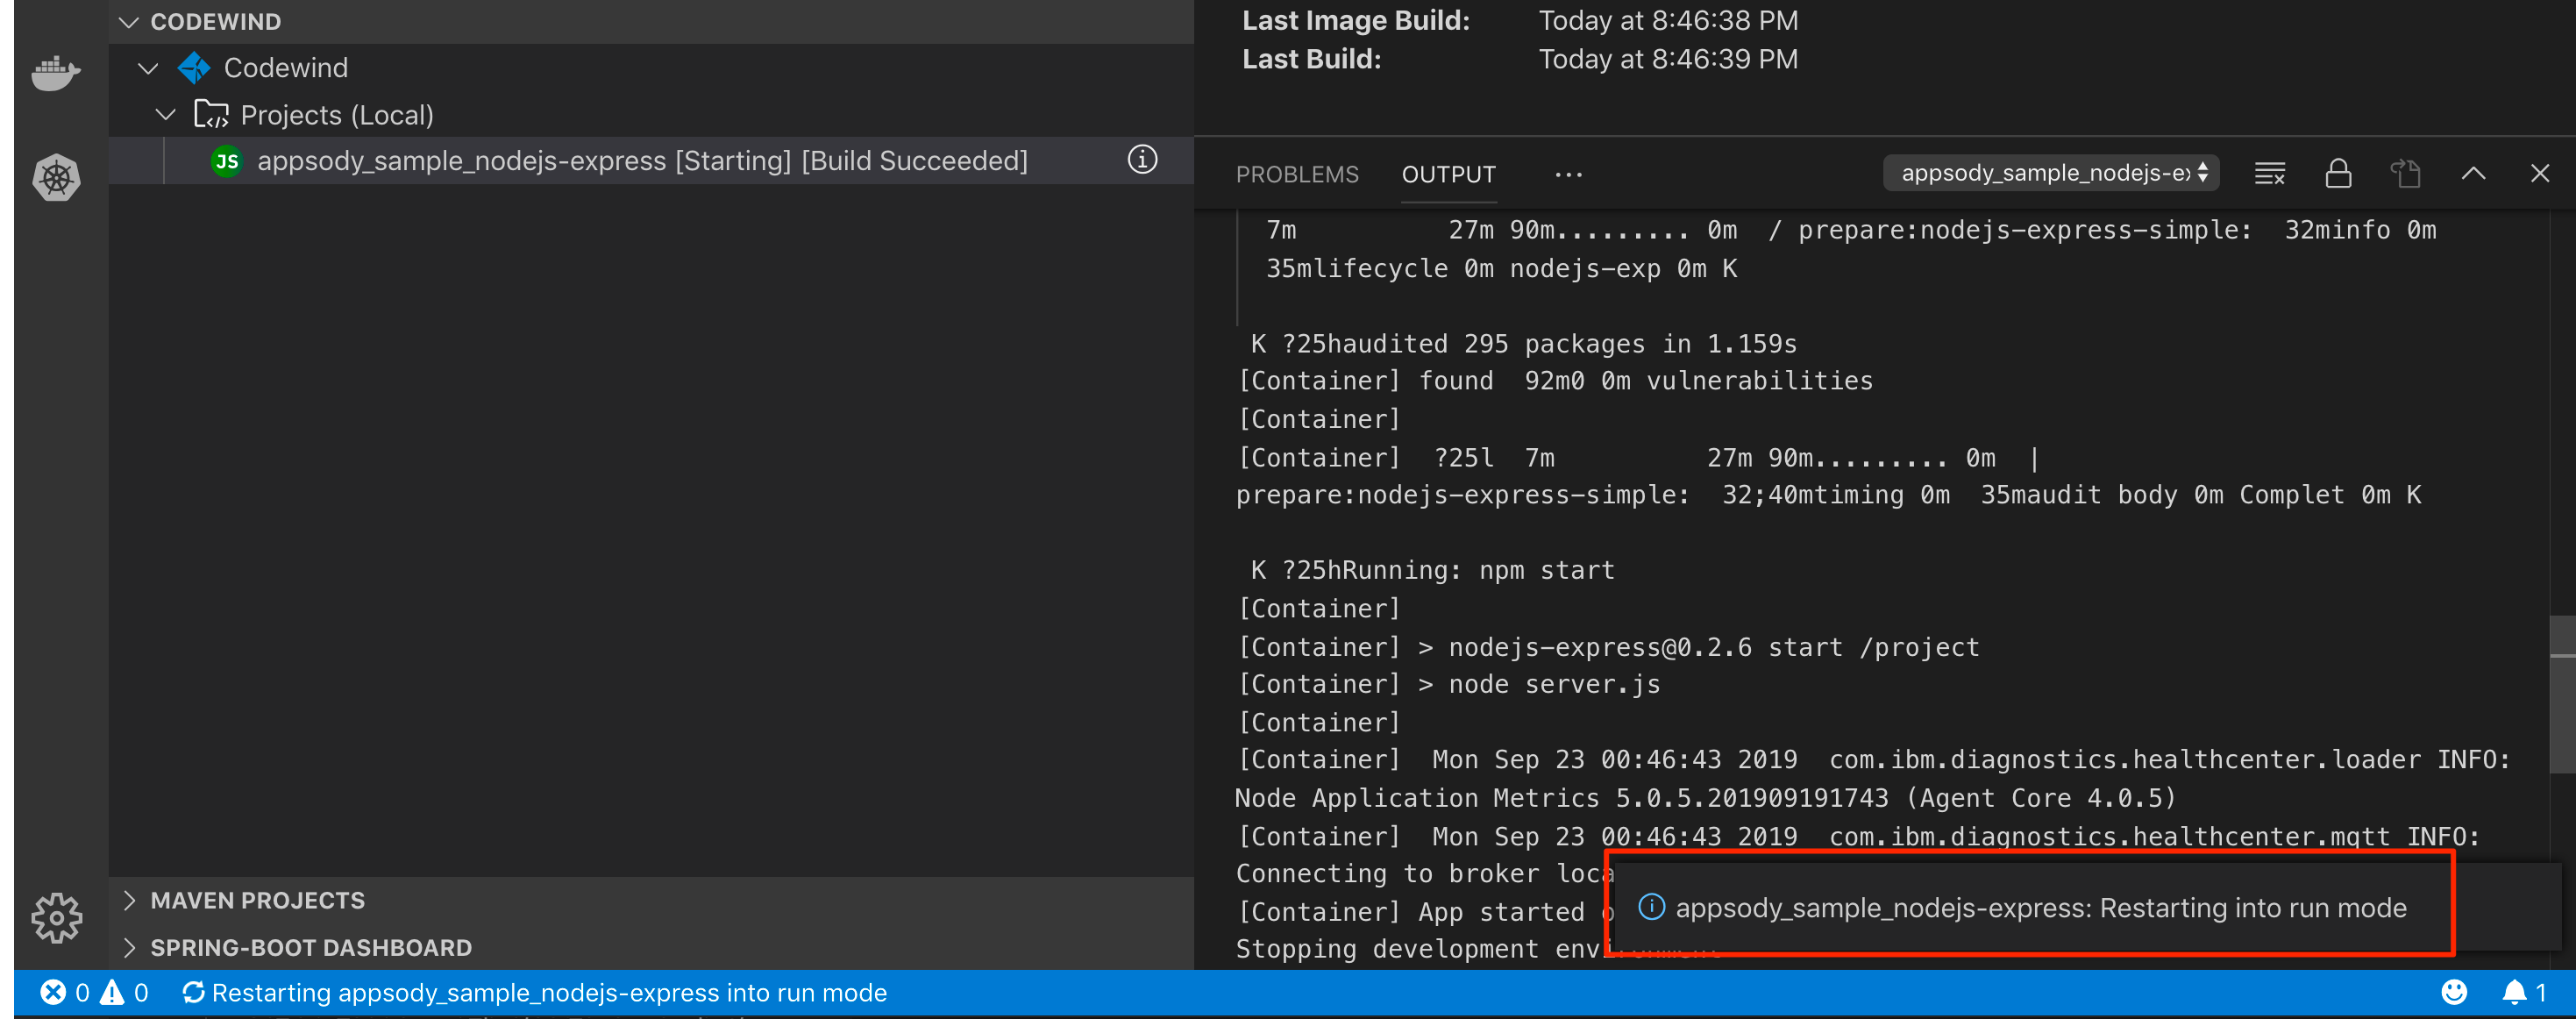 CODEWIND
Codewind
Projects (Local)
JS appsody_sample_nodejs-express [Starting] [Build Succeeded]
MAVEN PROJECTS
SPRING-BOOT DASHBOARD
Last Image Build: Today at 8:46:38 PM
Last Build: Today at 8:46:39 PM
PROBLEMS OUTPUT ... appsody_sample_nodejs-ex
7m 27m 90m......... 0m / prepare:nodejs-express-simple: 32minfo 0m
35mlifecycle 0m nodejs-exp 0m K
K ?25haudited 295 packages in 1.159s
[Container] found 92m0 0m vulnerabilities
[Container]
[Container] ?25l 7m 27m 90m......... 0m |
prepare:nodejs-express-simple: 32;40mtiming 0m 35maudit body 0m Complet 0m K
K ?25hRunning: npm start
[Container]
[Container] > nodejs-express@0.2.6 start /project
[Container] > node server.js
[Container]
[Container] Mon Sep 23 00:46:43 2019 com.ibm.diagnostics.healthcenter.loader INFO:
Node Application Metrics 5.0.5.201909191743 (Agent Core 4.0.5)
[Container] Mon Sep 23 00:46:43 2019 com.ibm.diagnostics.healthcenter.mqtt INFO:
Connecting to broker loca
[Container] App started o
Stopping development environment
appsody_sample_nodejs-express: Restarting into run mode
0 0 Restarting appsody_sample_nodejs-express into run mode 1